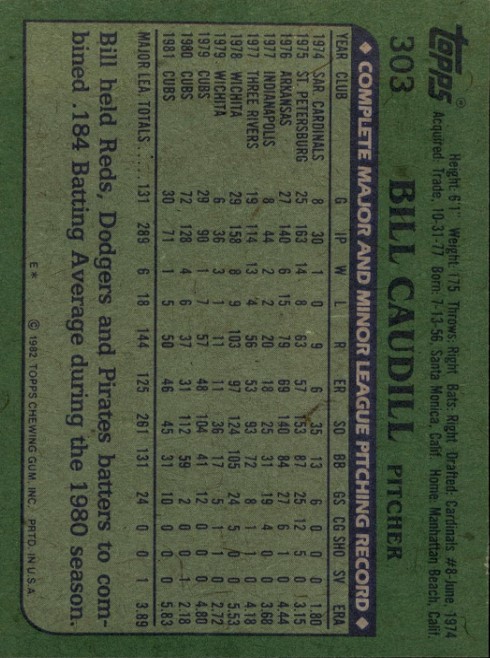 topps®
303 BILL CAUDILL PITCHER
Height: 6'1" Weight: 175 Throws: Right Bats: Right Drafted: Cardinals #8-June, 1974
Acquired: Trade, 10-31-77 Born: 7-13-56, Santa Monica, Calif. Home: Manhattan Beach, Calif.
COMPLETE MAJOR AND MINOR LEAGUE PITCHING RECORD
YEAR CLUB G IP W L R ER SO BB GS CG SHO SV ERA
1974 SAR. CARDINALS 8 30 1 0 9 6 35 13 6 0 0 0 1.80
1975 ST. PETERSBURG 25 163 14 8 63 57 153 87 25 12 5 0 3.15
1976 ARKANSAS 27 140 6 15 78 69 140 84 27 6 1 0 4.44
1977 INDIANAPOLIS 8 44 2 2 20 18 25 31 19 4 0 0 3.68
1977 THREE RIVERS 19 114 13 4 56 53 93 72 8 1 1 0 4.18
1978 WICHITA 29 158 8 9 103 97 124 105 24 5 0 0 5.53
1979 WICHITA 6 36 3 1 11 11 36 17 5 1 1 0 2.72
1979 CUBS 29 90 1 7 57 48 104 41 12 0 0 0 4.80
1980 CUBS 72 128 4 6 37 31 112 59 2 0 0 1 2.18
1981 CUBS 30 71 1 5 50 46 45 31 10 0 0 0 5.83
MAJOR LEA. TOTALS...... 131 289 6 18 144 125 261 131 24 0 0 1 3.89
Bill held Reds, Dodgers and Pirates batters to com-
bined .184 Batting Average during the 1980 season.
E* © 1982 TOPPS CHEWING GUM, INC. PRTD. IN U.S.A.